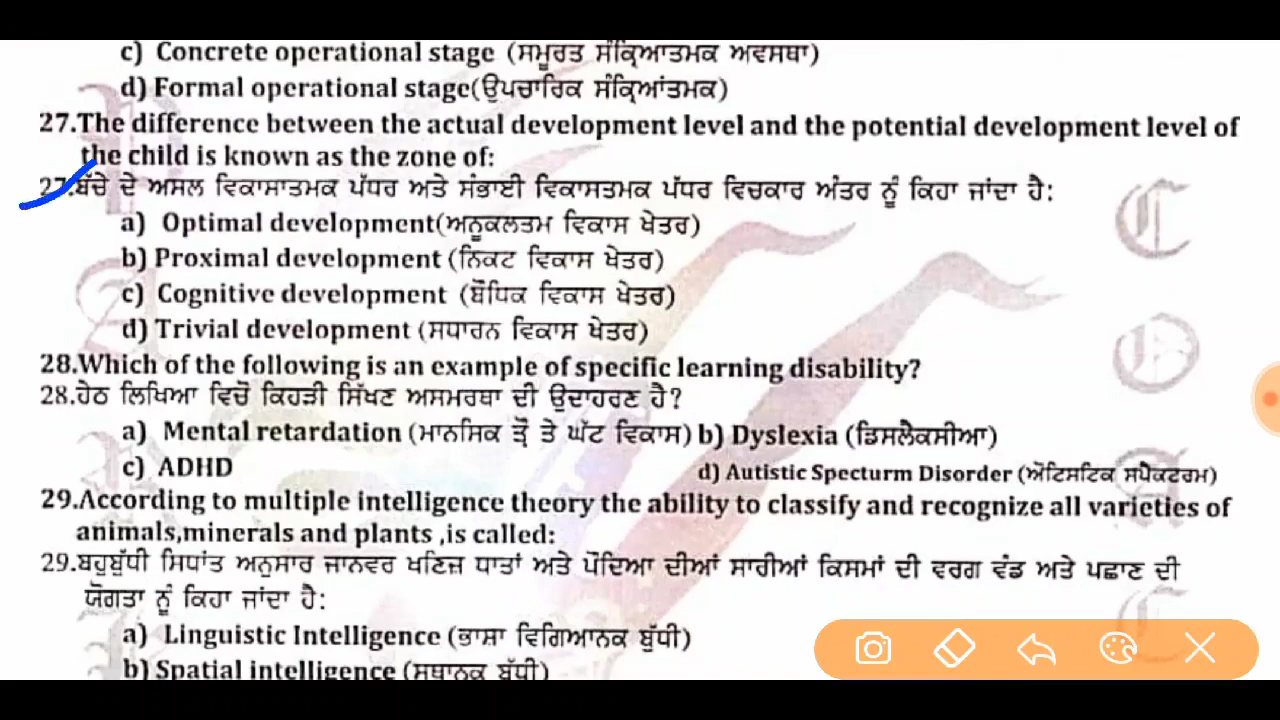 c) Concrete operational stage (ਸਮੂਰਤ ਸੰਕ੍ਰਿਆਤਮਕ ਅਵਸਥਾ)
d) Formal operational stage(ਉਪਚਾਰਿਕ ਸੰਕ੍ਰਿਆਂਤਮਕ)
27.The difference between the actual development level and the potential development level of
the child is known as the zone of:
27.ਬੱਚੇ ਦੇ ਅਸਲ ਵਿਕਾਸਾਤਮਕ ਪੱਧਰ ਅਤੇ ਸੰਭਾਈ ਵਿਕਾਸਤਮਕ ਪੱਧਰ ਵਿਚਕਾਰ ਅੰਤਰ ਨੂੰ ਕਿਹਾ ਜਾਂਦਾ ਹੈ:
a) Optimal development(ਅਨੂਕਲਤਮ ਵਿਕਾਸ ਖੇਤਰ)
b) Proximal development (ਨਿਕਟ ਵਿਕਾਸ ਖੇਤਰ)
c) Cognitive development (ਬੌਧਿਕ ਵਿਕਾਸ ਖੇਤਰ)
d) Trivial development (ਸਧਾਰਨ ਵਿਕਾਸ ਖੇਤਰ)
28.Which of the following is an example of specific learning disability?
28.ਹੇਠ ਲਿਖਿਆ ਵਿਚੋਂ ਕਿਹੜੀ ਸਿੱਖਣ ਅਸਮਰਥਾ ਦੀ ਉਦਾਹਰਣ ਹੈ?
a) Mental retardation (ਮਾਨਸਿਕ ਤ੍ਰੌ ਤੇ ਘੱਟ ਵਿਕਾਸ) b) Dyslexia (ਡਿਸਲੈਕਸੀਆ)
c) ADHD d) Autistic Specturm Disorder (ਔਟਿਸਟਿਕ ਸਪੈਕਟਰਮ)
29.According to multiple intelligence theory the ability to classify and recognize all varieties of
animals,minerals and plants ,is called:
29.ਬਹੁਬੁੱਧੀ ਸਿਧਾਂਤ ਅਨੁਸਾਰ ਜਾਨਵਰ ਖਣਿਜ਼ ਧਾਤਾਂ ਅਤੇ ਪੌਦਿਆ ਦੀਆਂ ਸਾਰੀਆਂ ਕਿਸਮਾਂ ਦੀ ਵਰਗ ਵੰਡ ਅਤੇ ਪਛਾਣ ਦੀ
ਯੋਗਤਾ ਨੂੰ ਕਿਹਾ ਜਾਂਦਾ ਹੈ:
a) Linguistic Intelligence (ਭਾਸ਼ਾ ਵਿਗਿਆਨਕ ਬੁੱਧੀ)
b) Spatial intelligence (ਸਥਾਨਕ ਬੁੱਧੀ)